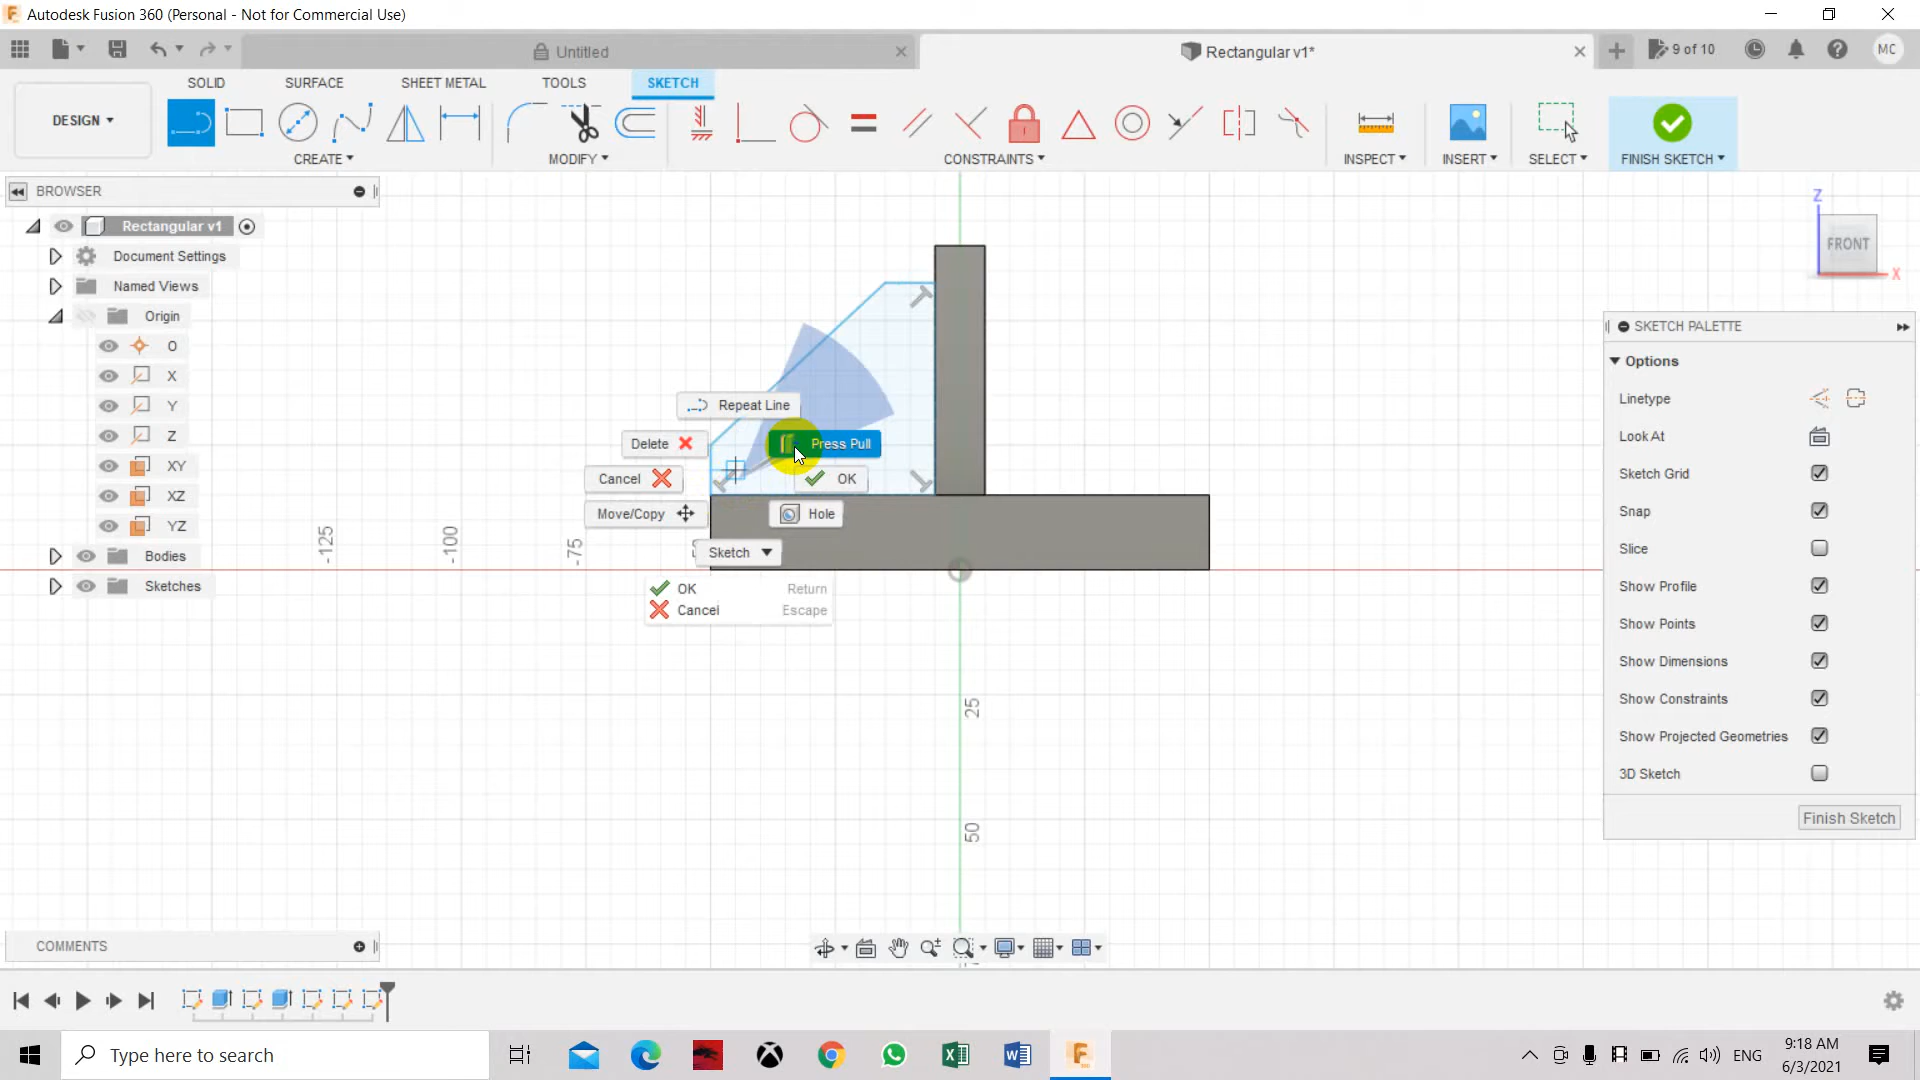 Autodesk Fusion 360 (Personal - Not for Commercial Use)
Untitled
Rectangular v1*
9 of 10
MC
SOLID
SURFACE
SHEET METAL
TOOLS
SKETCH
DESIGN
CREATE
MODIFY
CONSTRAINTS
INSPECT
INSERT
SELECT
FINISH SKETCH
BROWSER
Rectangular v1
Document Settings
Named Views
Origin
O
X
Y
Z
XY
XZ
YZ
Bodies
Sketches
-125
-100
-75
25
50
Repeat Line
Delete
Press Pull
Cancel
OK
Move/Copy
Hole
Sketch
OK Return
Cancel Escape
Z
FRONT
X
SKETCH PALETTE
Options
Linetype
Look At
Sketch Grid
Snap
Slice
Show Profile
Show Points
Show Dimensions
Show Constraints
Show Projected Geometries
3D Sketch
Finish Sketch
COMMENTS
Type here to search
ENG
9:18 AM
6/3/2021